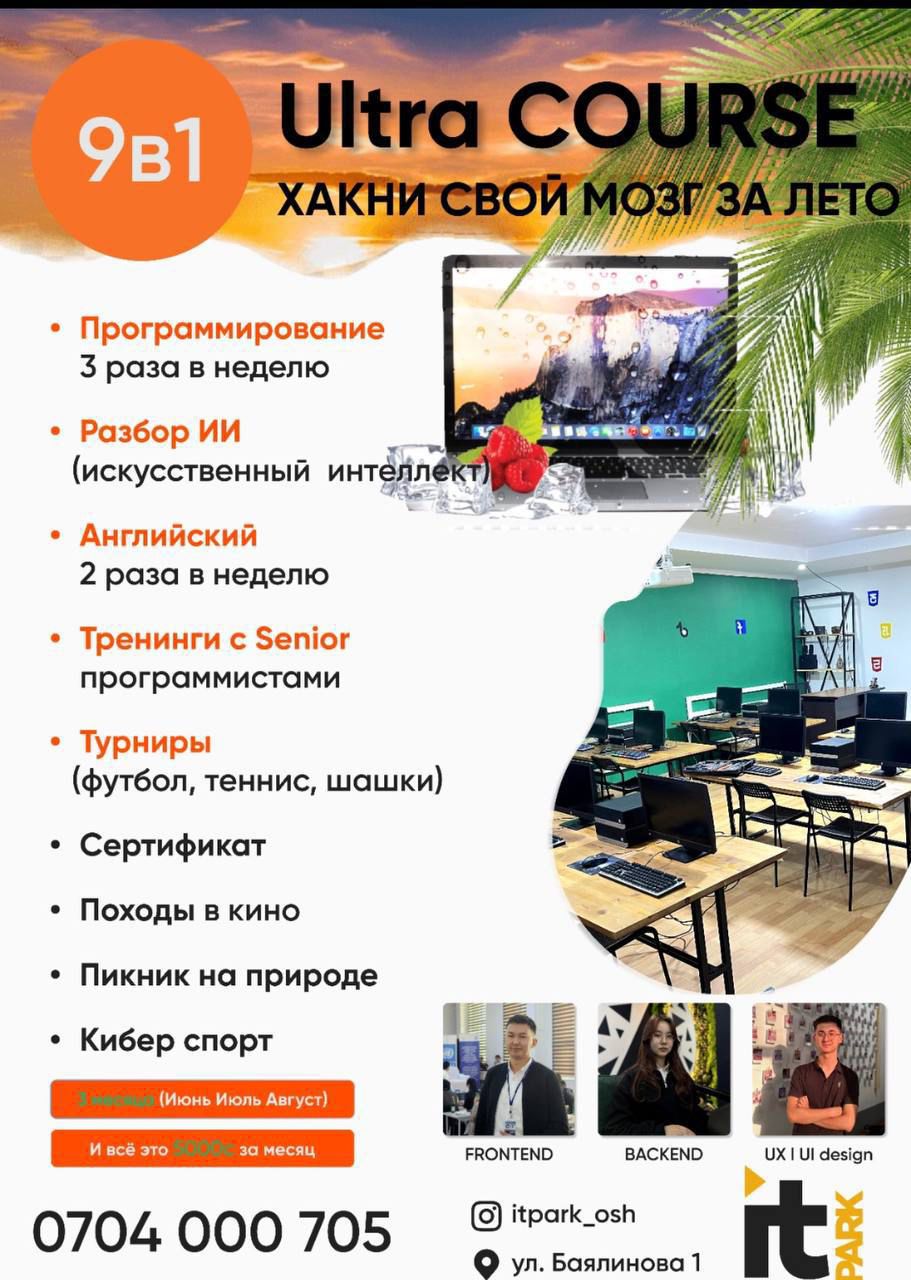 9в1
Ultra COURSE
ХАКНИ СВОЙ МОЗГ ЗА ЛЕТО
• Программирование
3 раза в неделю
• Разбор ИИ
(искусственный интеллект)
• Английский
2 раза в неделю
• Тренинги с Senior
программистами
• Турниры
(футбол, теннис, шашки)
• Сертификат
• Походы в кино
• Пикник на природе
• Кибер спорт
3 месяца (Июнь Июль Август)
И всё это 5000с за месяц
FRONTEND
BACKEND
UX | UI design
0704 000 705
itpark_osh
ул. Баялинова 1
it PARK